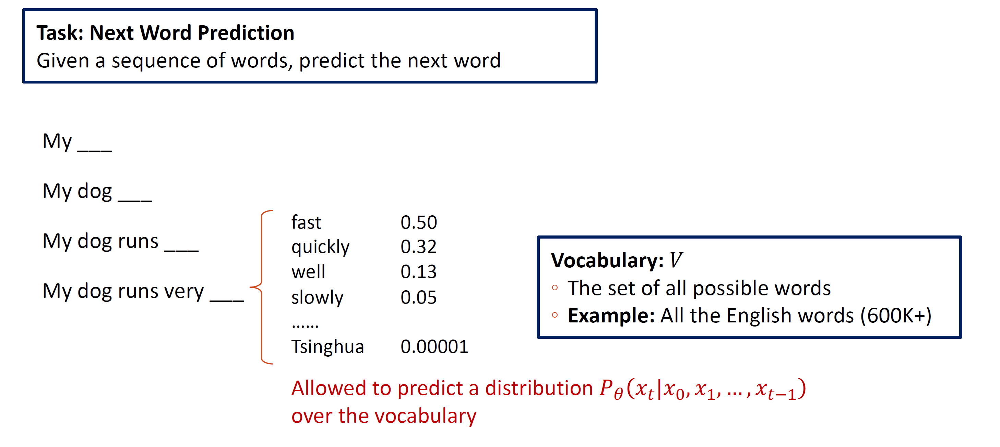 Task: Next Word Prediction
Given a sequence of words, predict the next word
My ___
My dog ___
My dog runs ___
My dog runs very ___
fast 0.50
quickly 0.32
well 0.13
slowly 0.05
......
Tsinghua 0.00001
Vocabulary: V
◦ The set of all possible words
◦ Example: All the English words (600K+)
Allowed to predict a distribution P_θ(x_t|x_0, x_1, … , x_{t−1})
over the vocabulary